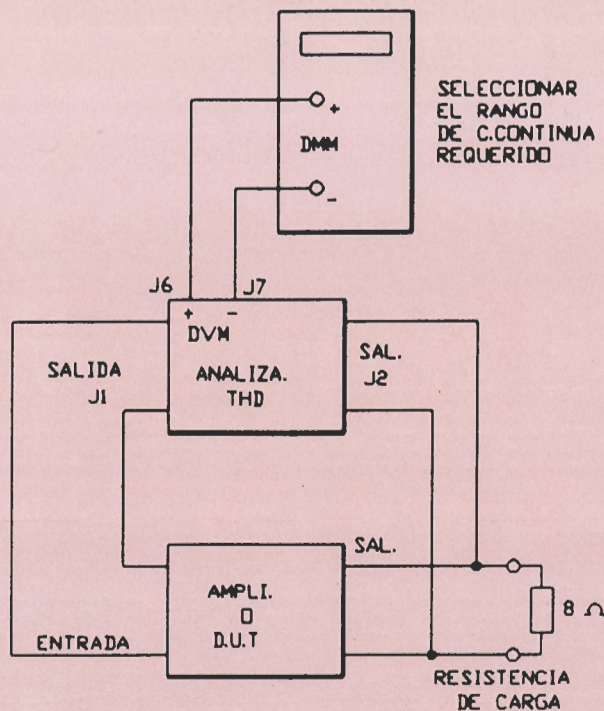 SELECCIONAR
EL RANGO
DE C.CONTINUA
REQUERIDO
+
DMM
-
J6
J7
+ -
DVM
SALIDA
J1
ANALIZA.
THD
SAL.
J2
SAL.
AMPLI.
O
D.U.T
ENTRADA
8 Ω
RESISTENCIA
DE CARGA